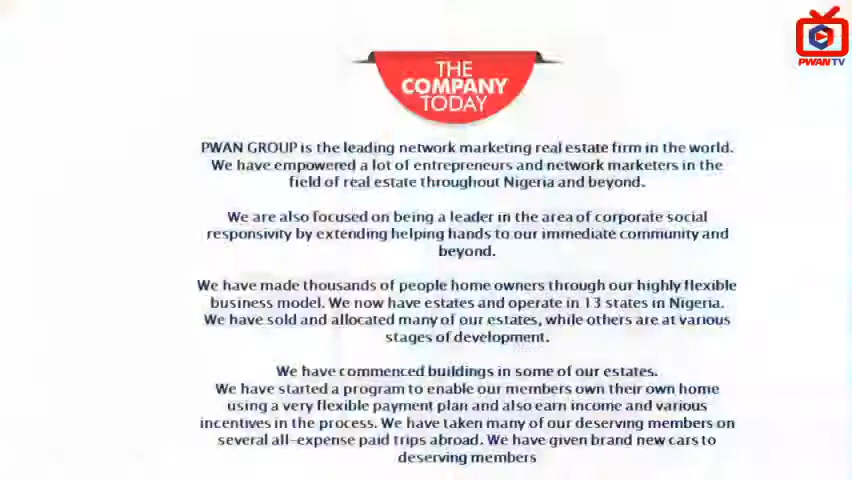 PWANTV
THE
COMPANY
TODAY
PWAN GROUP is the leading network marketing real estate firm in the world.
We have empowered a lot of entrepreneurs and network marketers in the
field of real estate throughout Nigeria and beyond.
We are also focused on being a leader in the area of corporate social
responsivity by extending helping hands to our immediate community and
beyond.
We have made thousands of people home owners through our highly flexible
business model. We now have estates and operate in 13 states in Nigeria.
We have sold and allocated many of our estates, while others are at various
stages of development.
We have commenced buildings in some of our estates.
We have started a program to enable our members own their own home
using a very flexible payment plan and also earn income and various
incentives in the process. We have taken many of our deserving members on
several all-expense paid trips abroad. We have given brand new cars to
deserving members